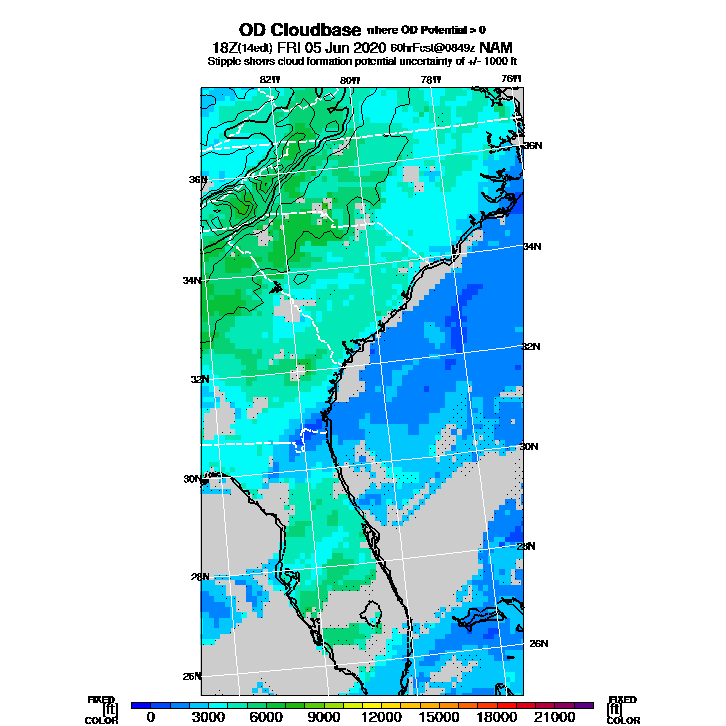 OD Cloudbase where OD Potential > 0
18Z(14edt) FRI 05 Jun 2020 60hrFcst@0849z NAM
Stipple shows cloud formation potential uncertainty of +/- 1000 ft
82W 80W 78W 76W
36N 36N
34N 34N
32N 32N
30N 30N
28N 28N
26N 26N
FIXED FIXED
[ft] [ft]
COLOR 0 3000 6000 9000 12000 15000 18000 21000 COLOR